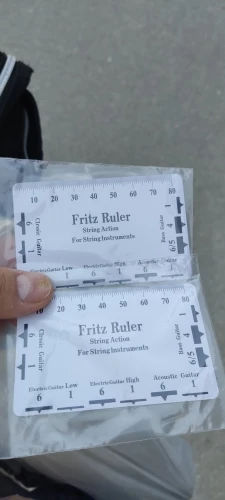 10 20 30 40 50 60 70 80
Fritz Ruler
String Action
For String Instruments
Clasic Guitar
6
Bass Guitar
1 4 6/5
Electric Guitar Low
Electric Guitar High
Acoustic Guitar
6 1 6
10 20 30 40 50 60 70 80
Fritz Ruler
String Action
For String Instruments
Clasic Guitar
6
Bass Guitar
1 4 6/5
Electric Guitar Low
Electric Guitar High
Acoustic Guitar
6 1 6 1 6 1